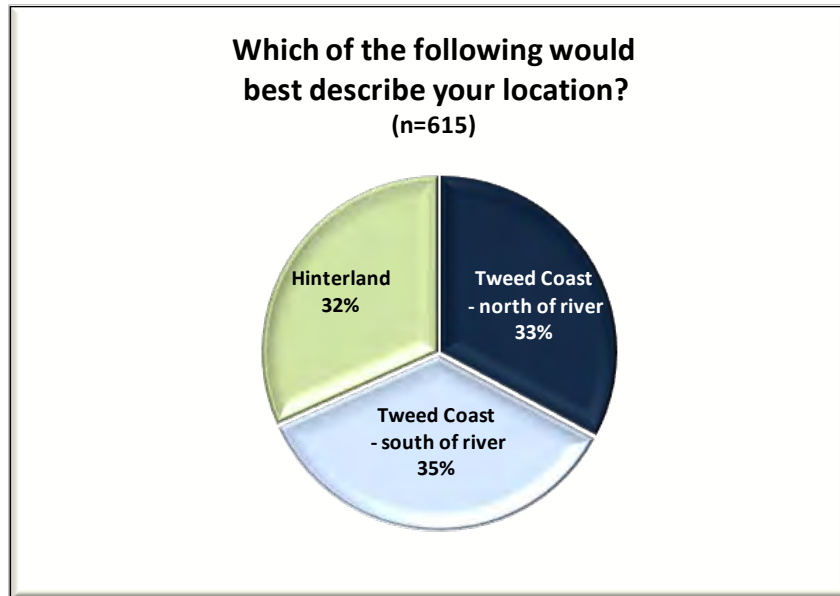 Which of the following would
best describe your location?
(n=615)
Hinterland
32%
Tweed Coast
- north of river
33%
Tweed Coast
- south of river
35%